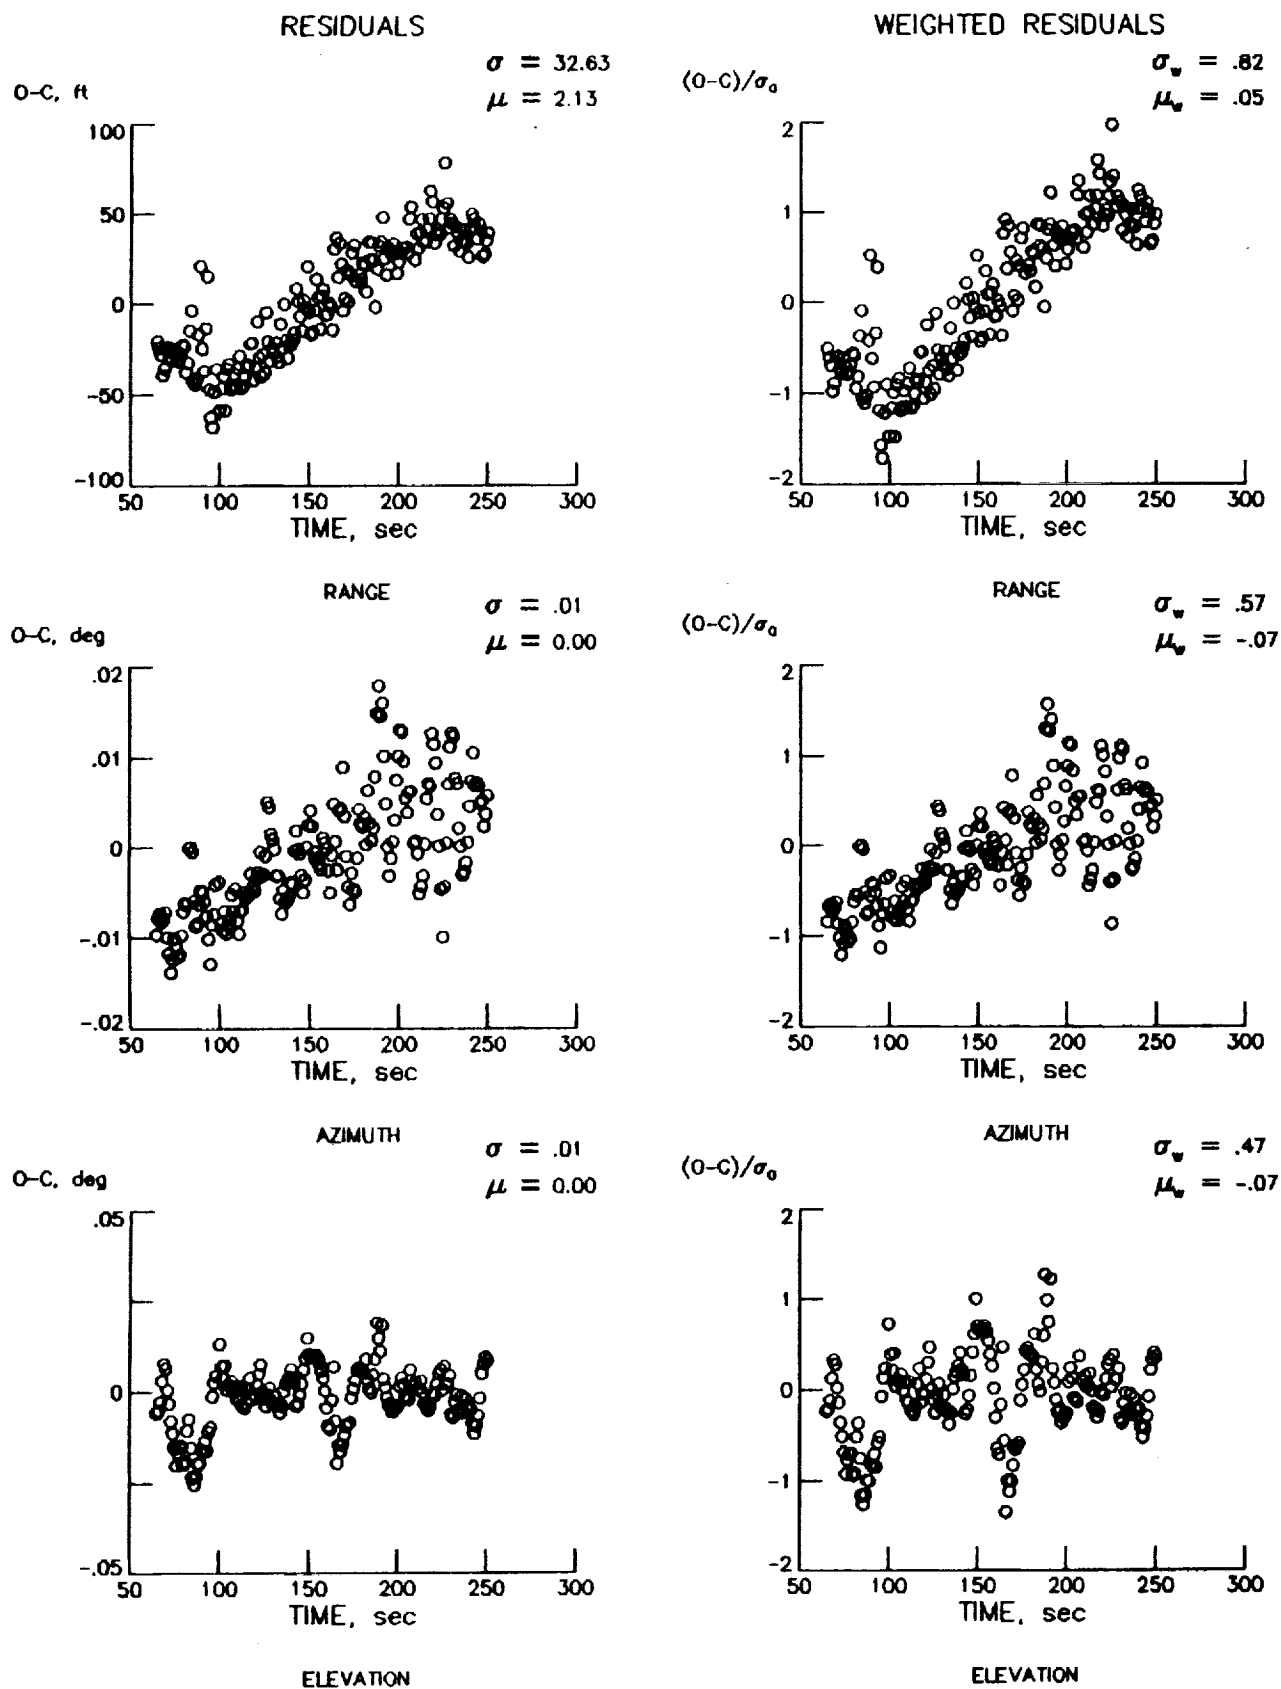 RESIDUALS
WEIGHTED RESIDUALS
σ = 32.63
μ = 2.13
O-C, ft
100
50
0
-50
-100
50 100 150 200 250 300
TIME, sec
RANGE
σw = .82
μw = .05
(O-C)/σa
2
1
0
-1
-2
50 100 150 200 250 300
TIME, sec
RANGE
σ = .01
μ = 0.00
O-C, deg
.02
.01
0
-.01
-.02
50 100 150 200 250 300
TIME, sec
AZIMUTH
σw = .57
μw = -.07
(O-C)/σa
2
1
0
-1
-2
50 100 150 200 250 300
TIME, sec
AZIMUTH
σ = .01
μ = 0.00
O-C, deg
.05
0
-.05
50 100 150 200 250 300
TIME, sec
ELEVATION
σw = .47
μw = -.07
(O-C)/σa
2
1
0
-1
-2
50 100 150 200 250 300
TIME, sec
ELEVATION